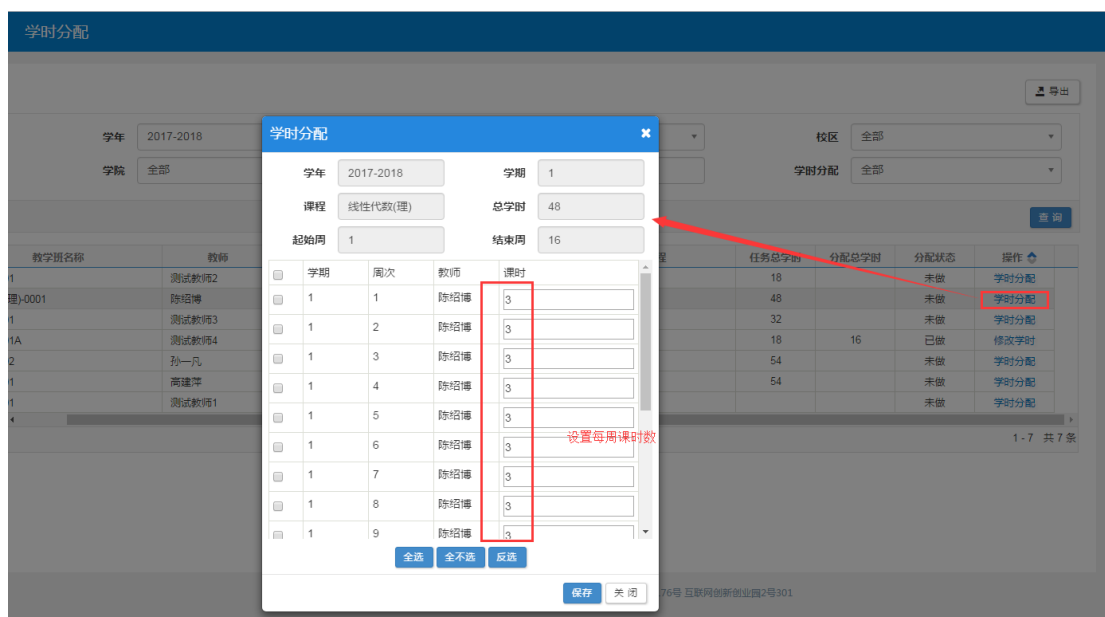 学时分配
导出
学年 2017-2018 校区 全部
学院 全部 学时分配 全部
查询
教学班名称 教师 任务总学时 分配总学时 分配状态 操作
测试教师2 18 未做 学时分配
理)-0001 陈绍博 48 未做 学时分配
测试教师3 32 未做 学时分配
1A 测试教师4 18 16 已做 修改学时
2 孙一凡 54 未做 学时分配
高建萍 54 未做 学时分配
测试教师1 未做 学时分配
1-7 共7条
学时分配 ×
学年 2017-2018 学期 1
课程 线性代数(理) 总学时 48
起始周 1 结束周 16
学期 周次 教师 课时
1 1 陈绍博 3
1 2 陈绍博 3
1 3 陈绍博 3
1 4 陈绍博 3
1 5 陈绍博 3
1 6 陈绍博 3
1 7 陈绍博 3
1 8 陈绍博 3
1 9 陈绍博 3
设置每周课时数
全选 全不选 反选
保存 关闭
76号 互联网创新创业园2号301